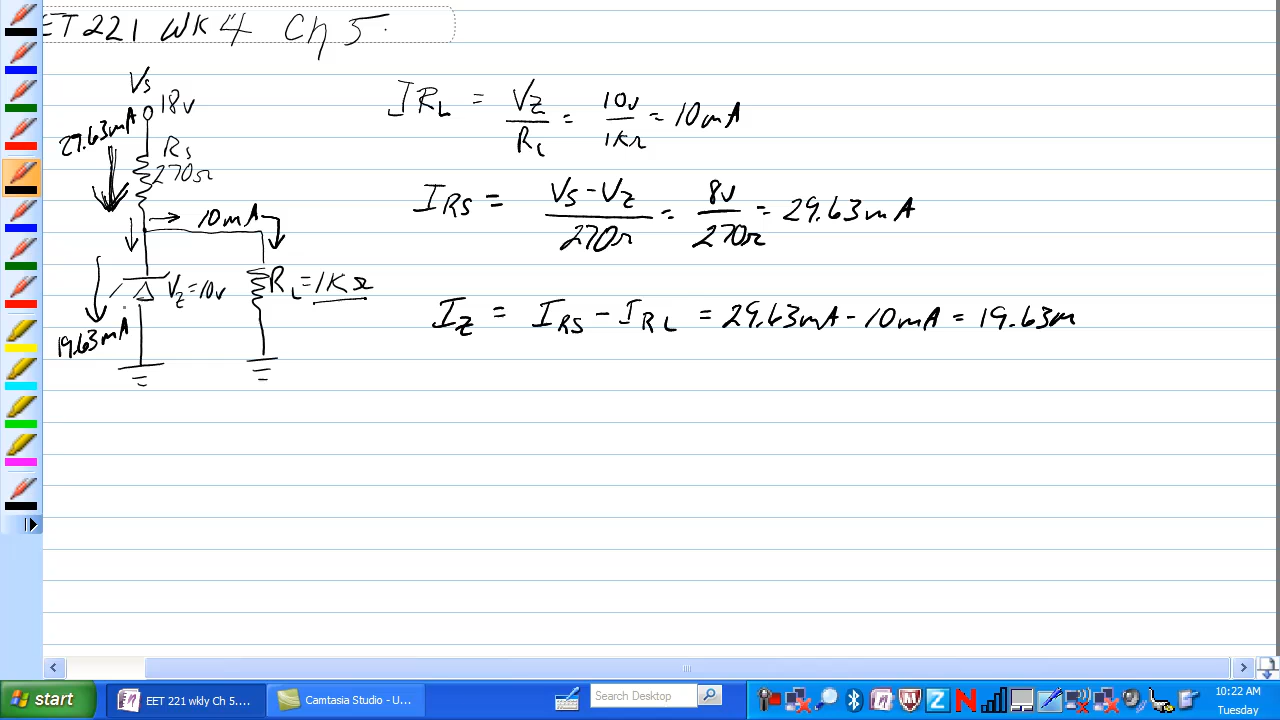 EET 221 WK 4 Ch 5.
Vs
18v
29.63mA
Rs
270Ω
10mA
Vz=10v
RL=1KΩ
19.63mA
IRL = Vz/RL = 10v/1KΩ = 10mA
IRS = Vs-Vz/270Ω = 8v/270Ω = 29.63mA
Iz = IRS - IRL = 29.63mA - 10mA = 19.63m
start
EET 221 wkly Ch 5....
Camtasia Studio - U...
Search Desktop
10:22 AM
Tuesday